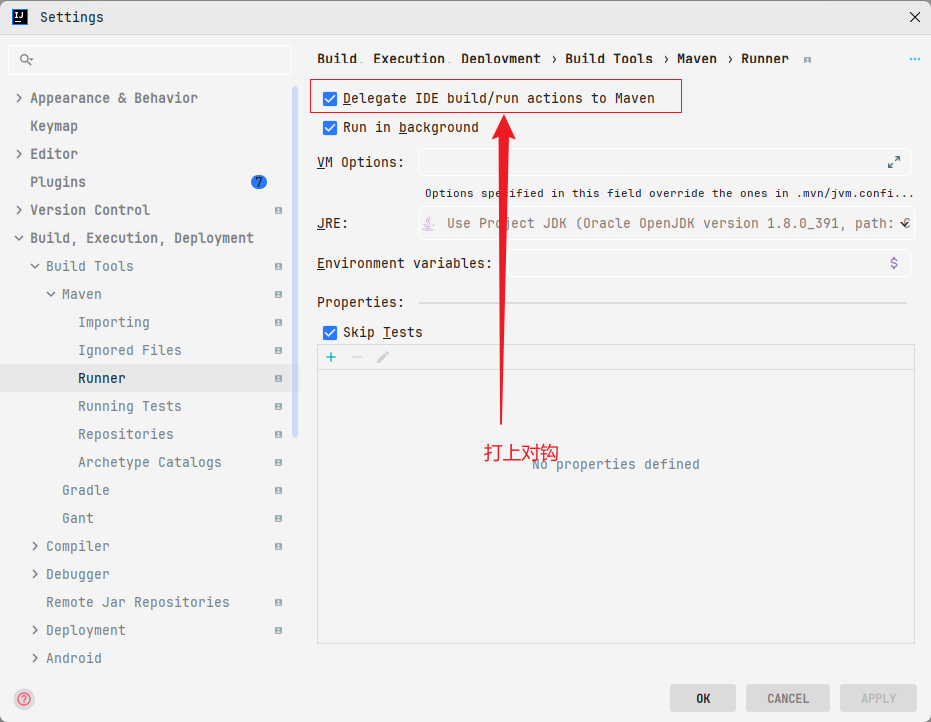 Settings
Build, Execution, Deployment › Build Tools › Maven › Runner
Appearance & Behavior
Keymap
Editor
Plugins 7
Version Control
Build, Execution, Deployment
Build Tools
Maven
Importing
Ignored Files
Runner
Running Tests
Repositories
Archetype Catalogs
Gradle
Gant
Compiler
Debugger
Remote Jar Repositories
Deployment
Android
Delegate IDE build/run actions to Maven
Run in background
VM Options:
Options specified in this field override the ones in .mvn/jvm.confi...
JRE: Use Project JDK (Oracle OpenJDK version 1.8.0_391, path:
Environment variables: $
Properties:
Skip Tests
打上对钩
No properties defined
? OK CANCEL APPLY